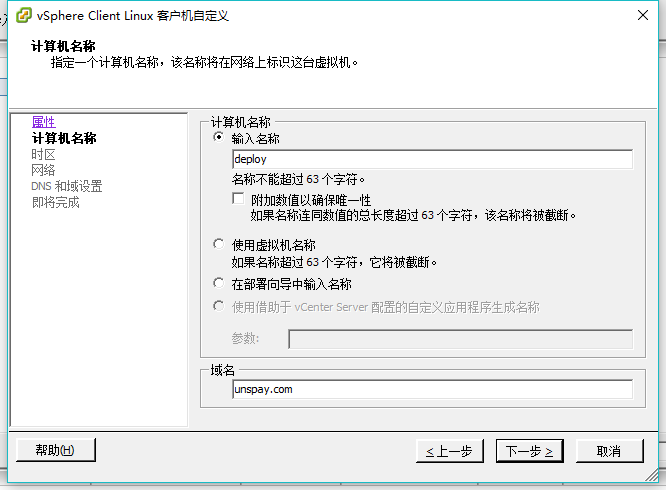 vSphere Client Linux 客户机自定义
计算机名称
指定一个计算机名称，该名称将在网络上标识这台虚拟机。
属性
计算机名称
时区
网络
DNS 和域设置
即将完成
计算机名称
输入名称
deploy
名称不能超过 63 个字符。
附加数值以确保唯一性
如果名称连同数值的总长度超过 63 个字符，该名称将被截断。
使用虚拟机名称
如果名称超过 63 个字符，它将被截断。
在部署向导中输入名称
使用借助于 vCenter Server 配置的自定义应用程序生成名称
参数:
域名
unspay.com
帮助(H)
< 上一步
下一步 >
取消